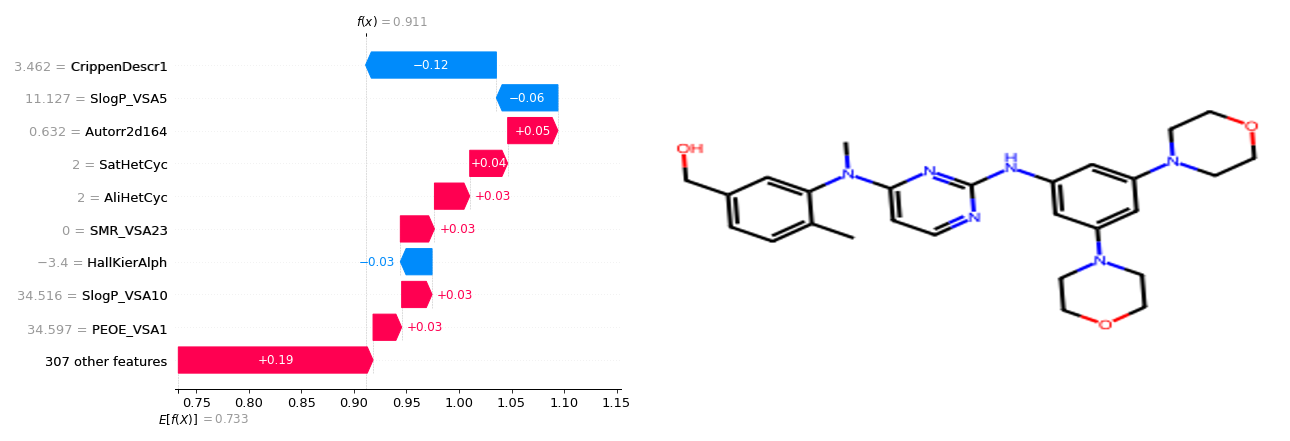 f(x) = 0.911
3.462 = CrippenDescr1
−0.12
11.127 = SlogP_VSA5
−0.06
0.632 = Autorr2d164
+0.05
2 = SatHetCyc
+0.04
2 = AliHetCyc
+0.03
0 = SMR_VSA23
+0.03
−3.4 = HallKierAlph
−0.03
34.516 = SlogP_VSA10
+0.03
34.597 = PEOE_VSA1
+0.03
307 other features
+0.19
0.75 0.80 0.85 0.90 0.95 1.00 1.05 1.10 1.15
E[f(X)] = 0.733
OH
N
N
N
H
N
N
O
N
O